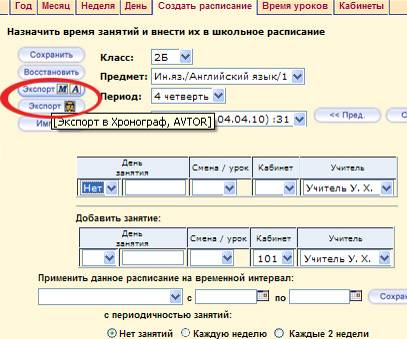 Год Месяц Неделя День Создать расписание Время уроков Кабинеты
Назначить время занятий и внести их в школьное расписание
Сохранить
Класс: 2Б
Восстановить
Предмет: Ин.яз./Английский язык/1
Экспорт М А
Период: 4 четверть
Экспорт
04.04.10) :31 << Пред.
[Экспорт в Хронограф, AVTOR]
День занятия Смена / урок Кабинет Учитель
Нет Учитель У. Х.
Добавить занятие:
День занятия Смена / урок Кабинет Учитель
101 Учитель У. Х.
Применить данное расписание на временной интервал:
с по
с периодичностью занятий:
Нет занятий Каждую неделю Каждые 2 недели